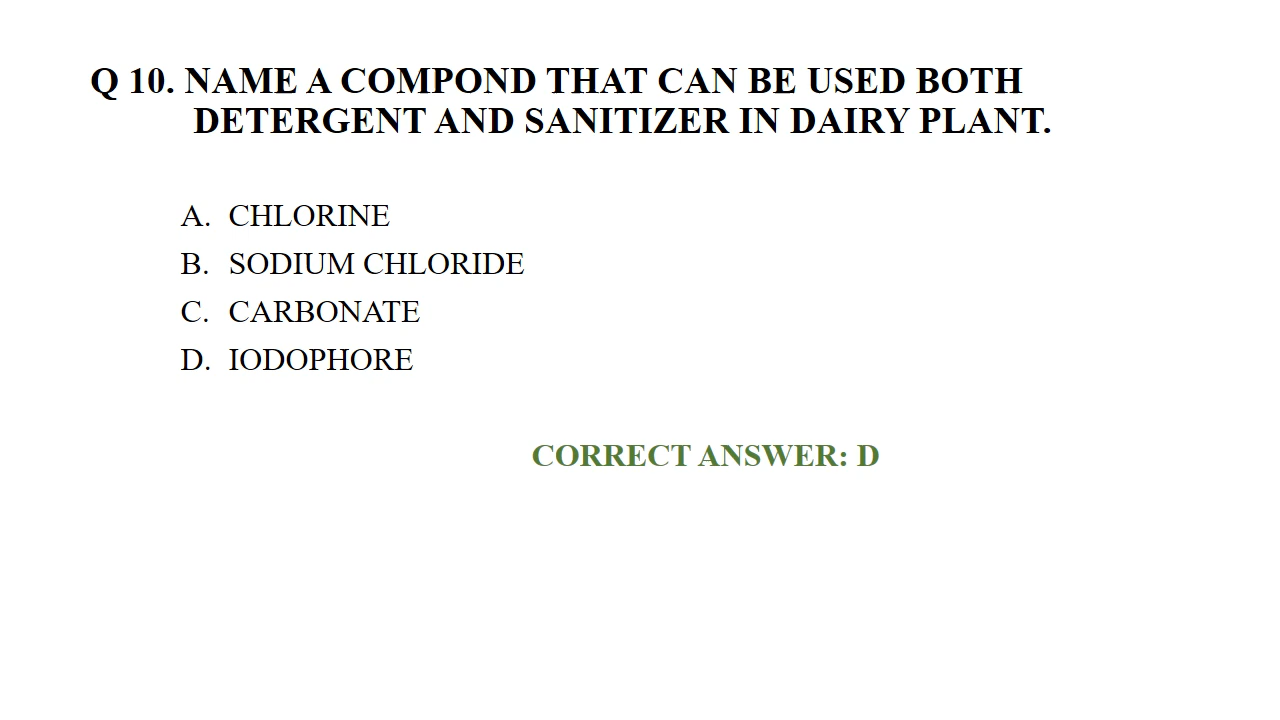 Q 10. NAME A COMPOND THAT CAN BE USED BOTH
DETERGENT AND SANITIZER IN DAIRY PLANT.
A. CHLORINE
B. SODIUM CHLORIDE
C. CARBONATE
D. IODOPHORE
CORRECT ANSWER: D